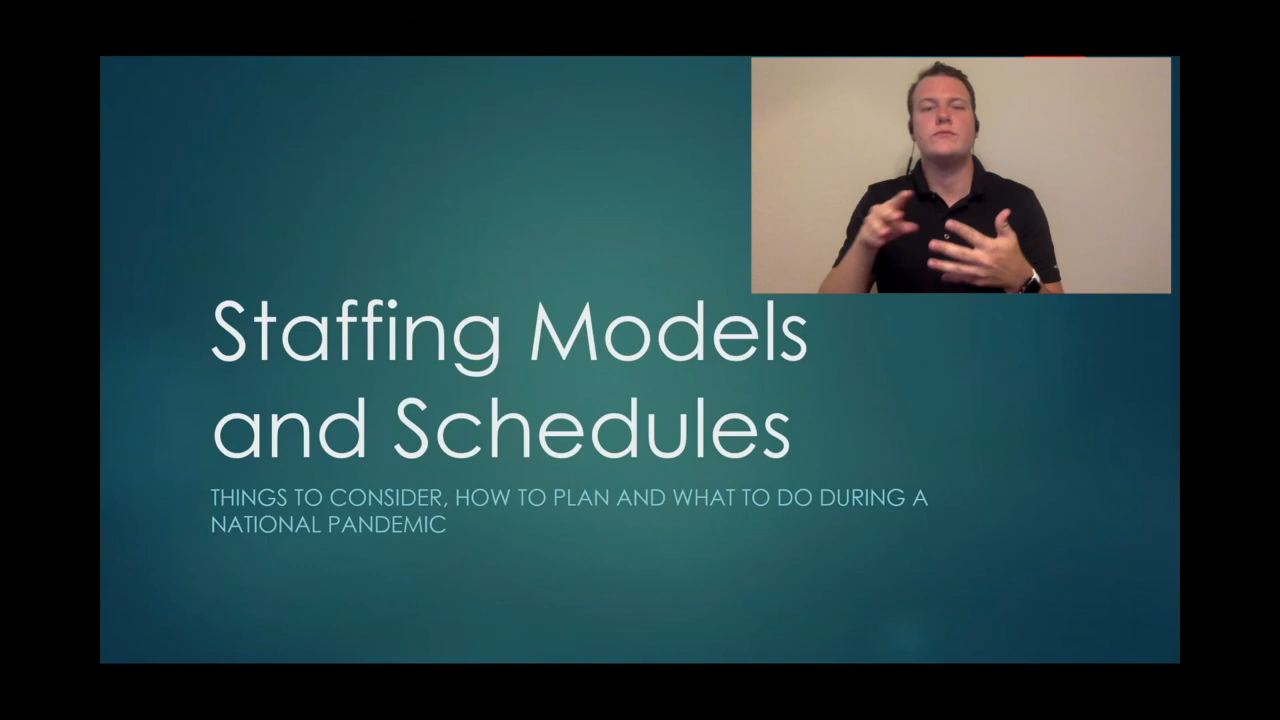 Staffing Models
and Schedules
THINGS TO CONSIDER, HOW TO PLAN AND WHAT TO DO DURING A
NATIONAL PANDEMIC